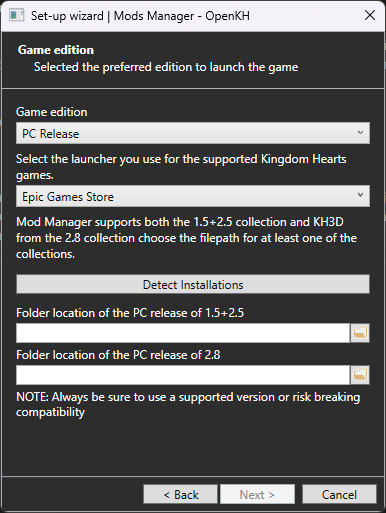 Set-up wizard | Mods Manager - OpenKH
Game edition
Selected the preferred edition to launch the game
Game edition
PC Release
Select the launcher you use for the supported Kingdom Hearts
games.
Epic Games Store
Mod Manager supports both the 1.5+2.5 collection and KH3D
from the 2.8 collection choose the filepath for at least one of the
collections.
Detect Installations
Folder location of the PC release of 1.5+2.5
Folder location of the PC release of 2.8
NOTE: Always be sure to use a supported version or risk breaking
compatibility
< Back
Next >
Cancel